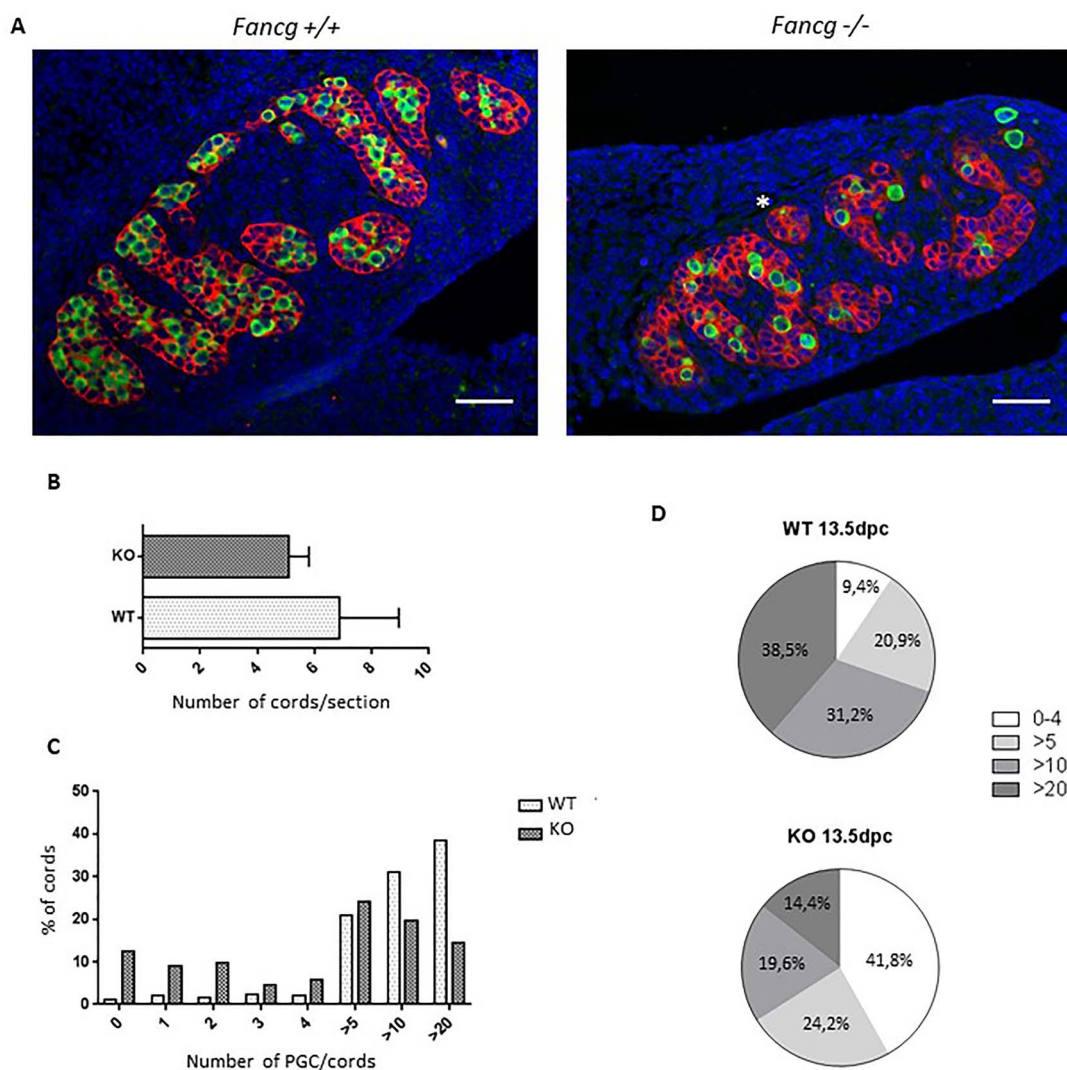 A
Fancg +/+
Fancg -/-
*
B
KO
WT
0
2
4
6
8
10
Number of cords/section
C
50
40
30
20
10
0
% of cords
0
1
2
3
4
>5
>10
>20
Number of PGC/cords
WT
KO
D
WT 13.5dpc
9,4%
20,9%
31,2%
38,5%
0-4
>5
>10
>20
KO 13.5dpc
14,4%
41,8%
19,6%
24,2%